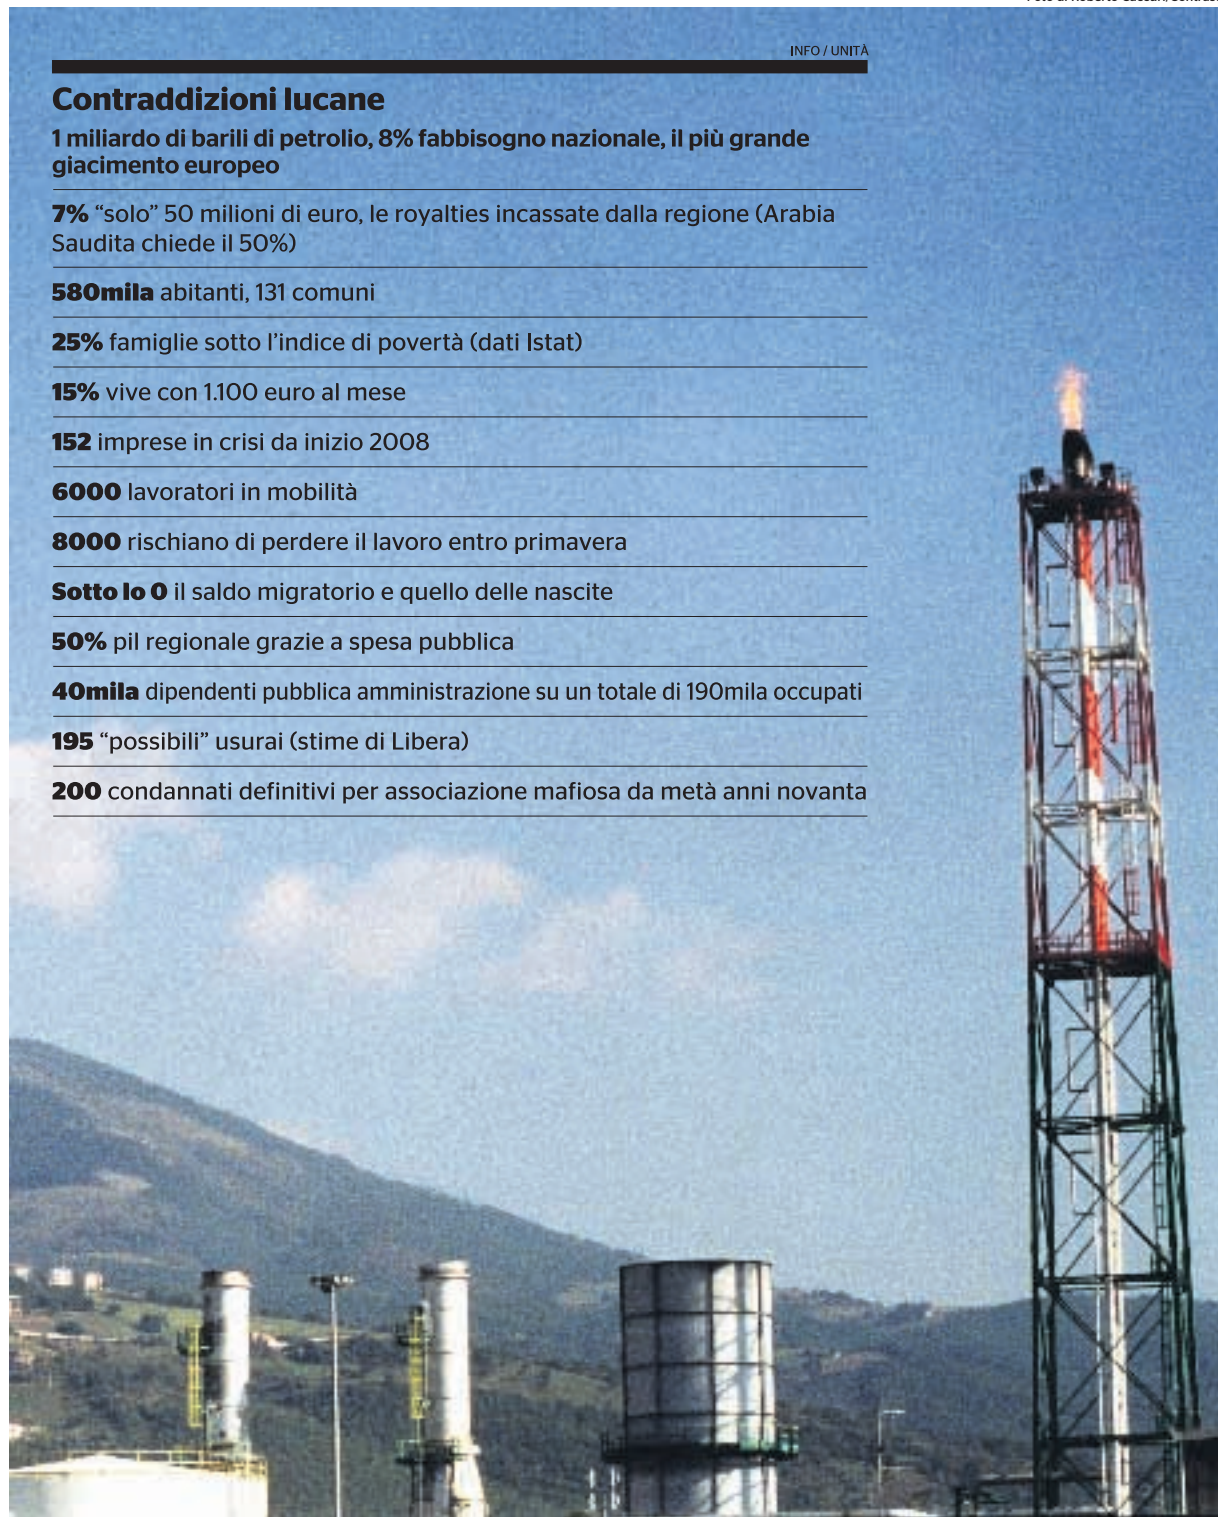 INFO / UNITÀ
Contraddizioni lucane
1 miliardo di barili di petrolio, 8% fabbisogno nazionale, il più grande
giacimento europeo
7% “solo” 50 milioni di euro, le royalties incassate dalla regione (Arabia
Saudita chiede il 50%)
580mila abitanti, 131 comuni
25% famiglie sotto l’indice di povertà (dati Istat)
15% vive con 1.100 euro al mese
152 imprese in crisi da inizio 2008
6000 lavoratori in mobilità
8000 rischiano di perdere il lavoro entro primavera
Sotto lo 0 il saldo migratorio e quello delle nascite
50% pil regionale grazie a spesa pubblica
40mila dipendenti pubblica amministrazione su un totale di 190mila occupati
195 “possibili” usurai (stime di Libera)
200 condannati definitivi per associazione mafiosa da metà anni novanta